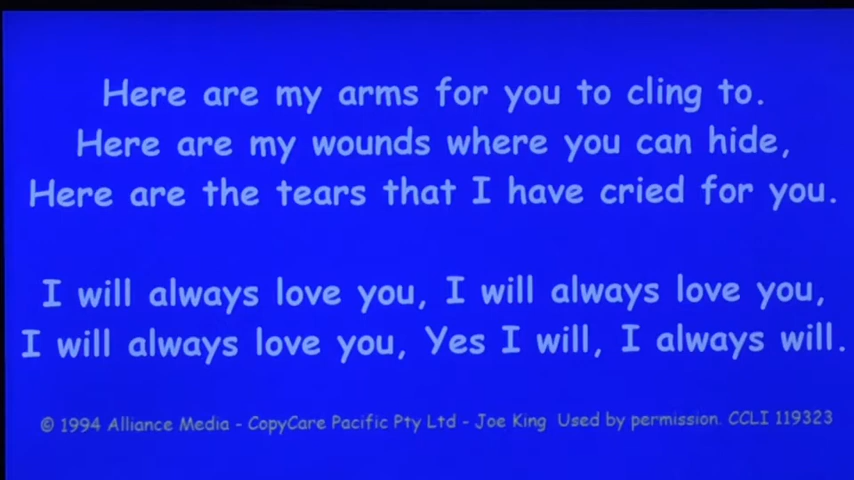 Here are my arms for you to cling to.
Here are my wounds where you can hide,
Here are the tears that I have cried for you.
I will always love you, I will always love you,
I will always love you, Yes I will, I always will.
© 1994 Alliance Media - CopyCare Pacific Pty Ltd - Joe King Used by permission. CCLI 119323